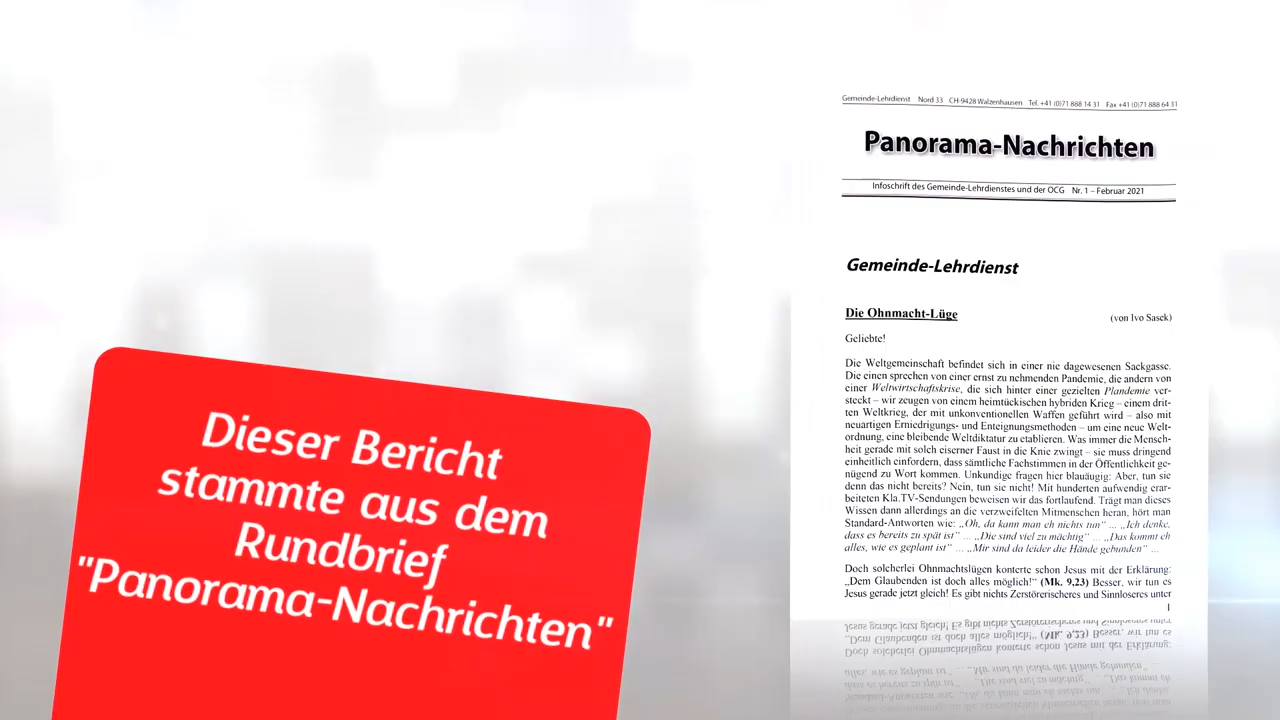 Dieser Bericht
stammte aus dem
Rundbrief
"Panorama-Nachrichten"
Gemeinde-Lehrdienst Nord 33 CH-9428 Walzenhausen Tel. +41 (0)71 888 14 31 Fax +41 (0)71 888 64 31
Panorama-Nachrichten
Infoschrift des Gemeinde-Lehrdienstes und der OCG Nr. 1 – Februar 2021
Gemeinde-Lehrdienst
Die Ohnmacht-Lüge (von Ivo Sasek)
Geliebte!
Die Weltgemeinschaft befindet sich in einer nie dagewesenen Sackgasse.
Die einen sprechen von einer ernst zu nehmenden Pandemie, die andern von
einer Weltwirtschaftskrise, die sich hinter einer gezielten Plandemie ver-
steckt – wir zeugen von einem heimtückischen hybriden Krieg – einem drit-
ten Weltkrieg, der mit unkonventionellen Waffen geführt wird – also mit
neuartigen Erniedrigungs- und Enteignungsmethoden – um eine neue Welt-
ordnung, eine bleibende Weltdiktatur zu etablieren. Was immer die Mensch-
heit gerade mit solch eiserner Faust in die Knie zwingt – sie muss dringend
einheitlich einfordern, dass sämtliche Fachstimmen in der Öffentlichkeit ge-
nügend zu Wort kommen. Unkundige fragen hier blauäugig: Aber, tun sie
denn das nicht bereits? Nein, tun sie nicht! Mit hunderten aufwendig erar-
beiteten Kla.TV-Sendungen beweisen wir das fortlaufend. Trägt man dieses
Wissen dann allerdings an die verzweifelten Mitmenschen heran, hört man
Standard-Antworten wie: „Oh, da kann man eh nichts tun" ... „Ich denke,
dass es bereits zu spät ist" ... „Die sind viel zu mächtig" ... „Das kommt eh
alles, wie es geplant ist" ... „Mir sind da leider die Hände gebunden" ...
Doch solcherlei Ohnmachtslügen konterte schon Jesus mit der Erklärung:
„Dem Glaubenden ist doch alles möglich!" (Mk. 9,23) Besser, wir tun es
Jesus gerade jetzt gleich! Es gibt nichts Zerstörerischeres und Sinnloseres unter
1